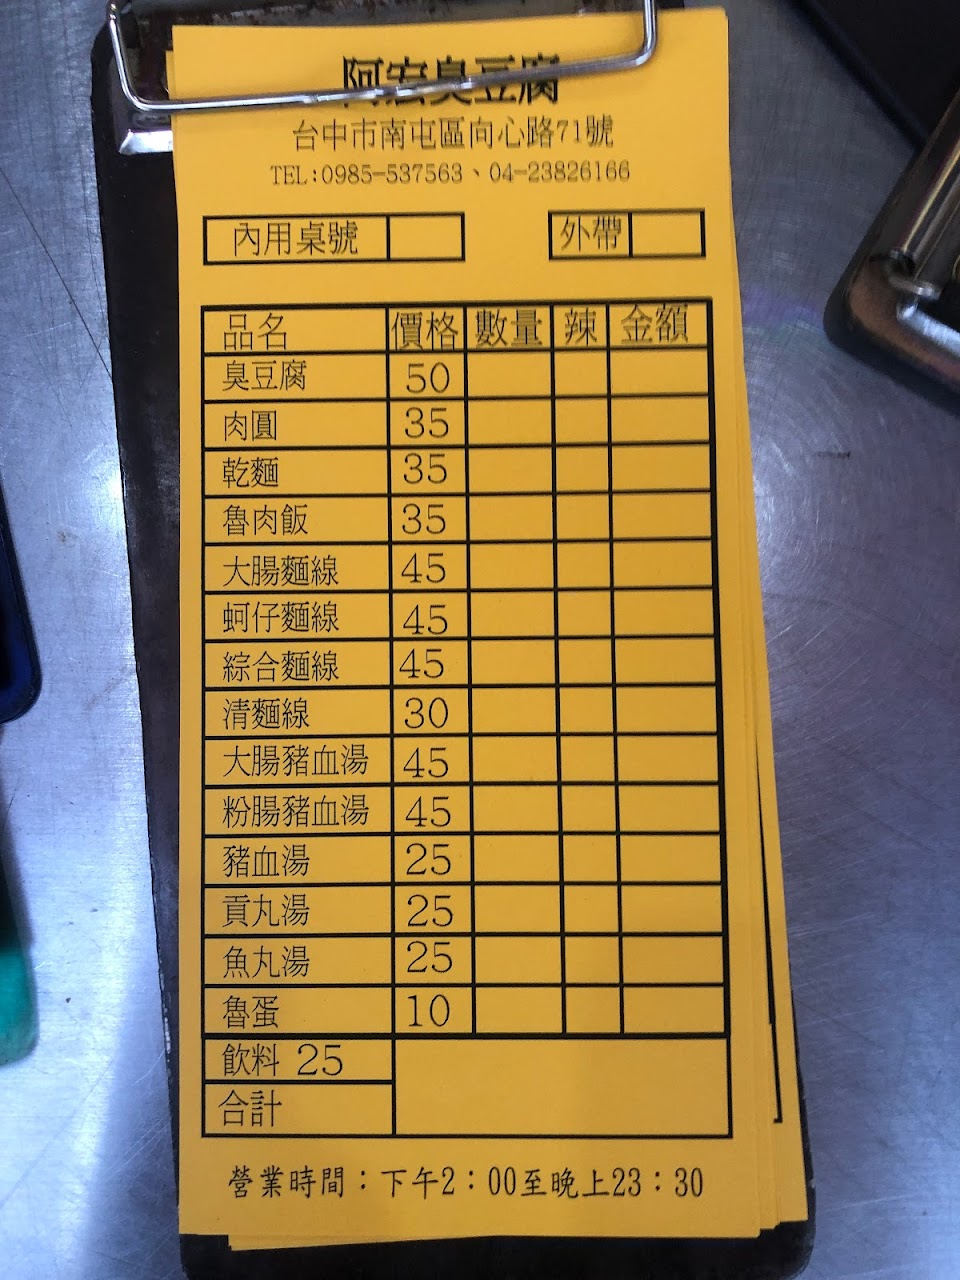 阿宏臭豆腐
台中市南屯區向心路71號
TEL:0985-537563、04-23826166
內用桌號 外帶
品名 價格 數量 辣 金額
臭豆腐 50
肉圓 35
乾麵 35
魯肉飯 35
大腸麵線 45
蚵仔麵線 45
綜合麵線 45
清麵線 30
大腸豬血湯 45
粉腸豬血湯 45
豬血湯 25
貢丸湯 25
魚丸湯 25
魯蛋 10
飲料 25
合計
營業時間：下午2：00至晚上23：30